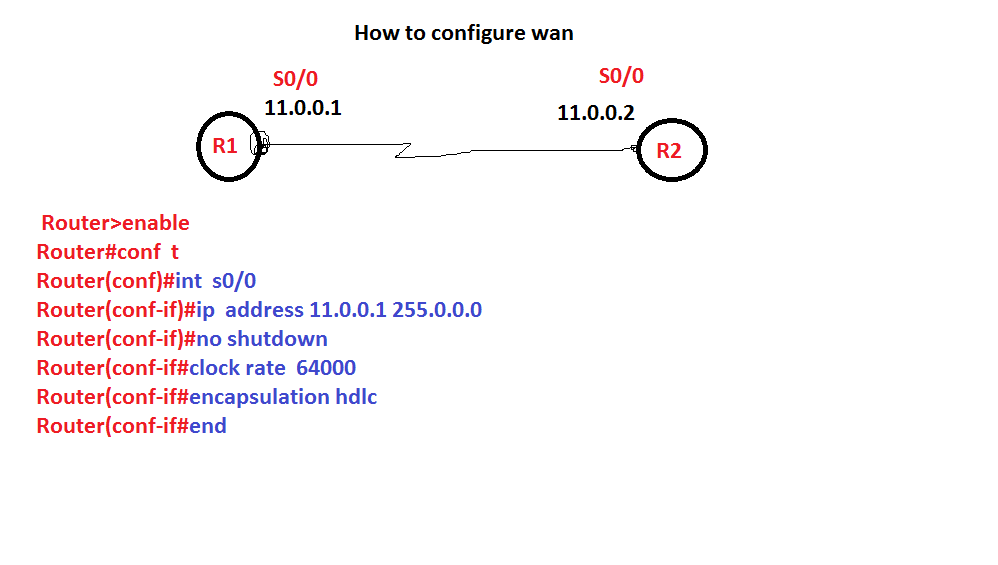 How to configure wan
S0/0
S0/0
11.0.0.1
11.0.0.2
R1
R2
Router>enable
Router#conf  t
Router(conf)#int  s0/0
Router(conf-if)#ip  address 11.0.0.1 255.0.0.0
Router(conf-if)#no shutdown
Router(conf-if#clock rate  64000
Router(conf-if#encapsulation hdlc
Router(conf-if#end